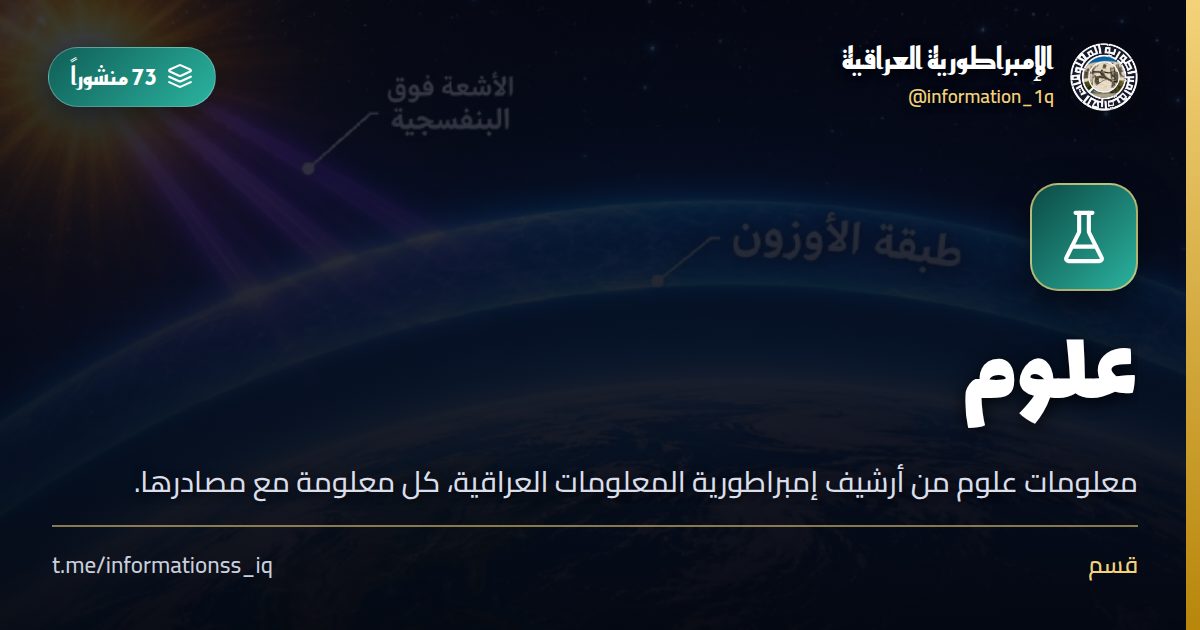 الإمبراطورية العراقية
@information_1q
73 منشوراً
الأشعة فوق
البنفسجية
طبقة الأوزون
علوم
معلومات علوم من أرشيف إمبراطورية المعلومات العراقية، كل معلومة مع مصادرها.
قسم
t.me/informationss_iq